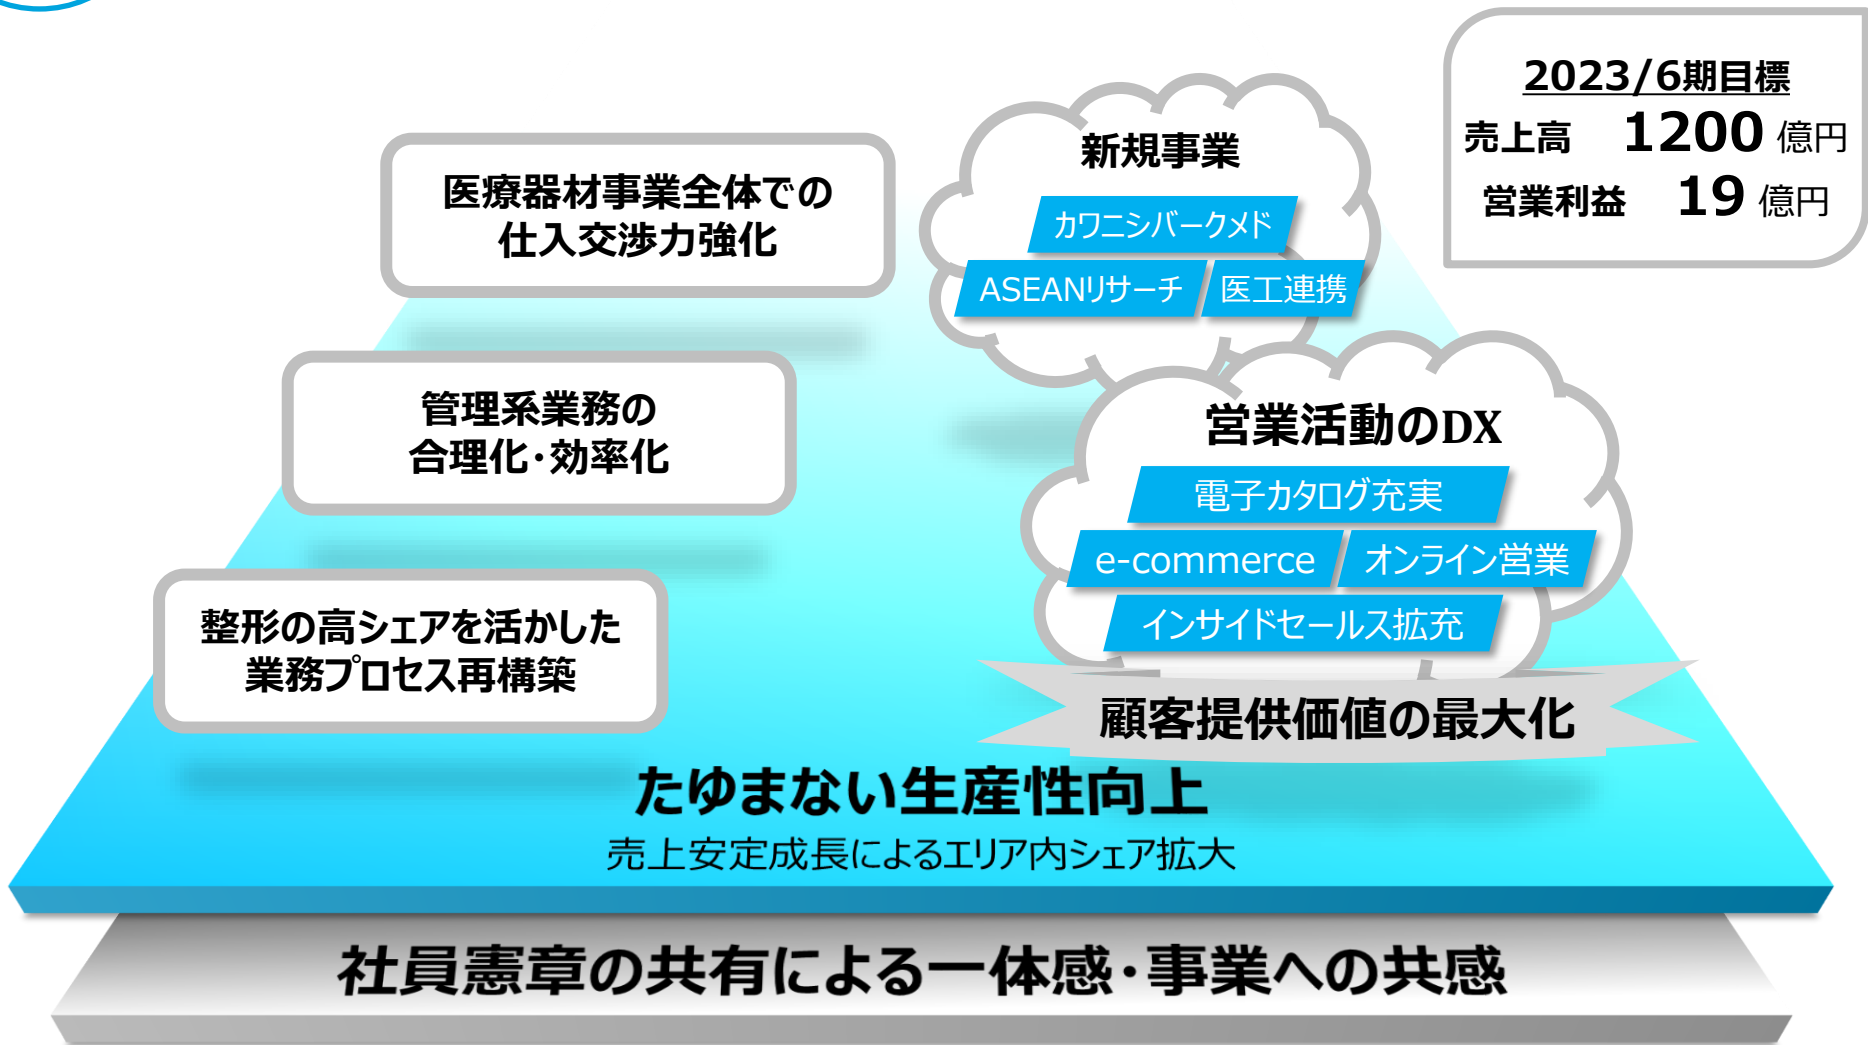 2023/6期目標
売上高 1200 億円
営業利益 19 億円
医療器材事業全体での
仕入交渉力強化
新規事業
カワニシバークメド
ASEANリサーチ 医工連携
管理系業務の
合理化・効率化
営業活動のDX
電子カタログ充実
e-commerce オンライン営業
インサイドセールス拡充
整形の高シェアを活かした
業務プロセス再構築
顧客提供価値の最大化
たゆまない生産性向上
売上安定成長によるエリア内シェア拡大
社員憲章の共有による一体感・事業への共感